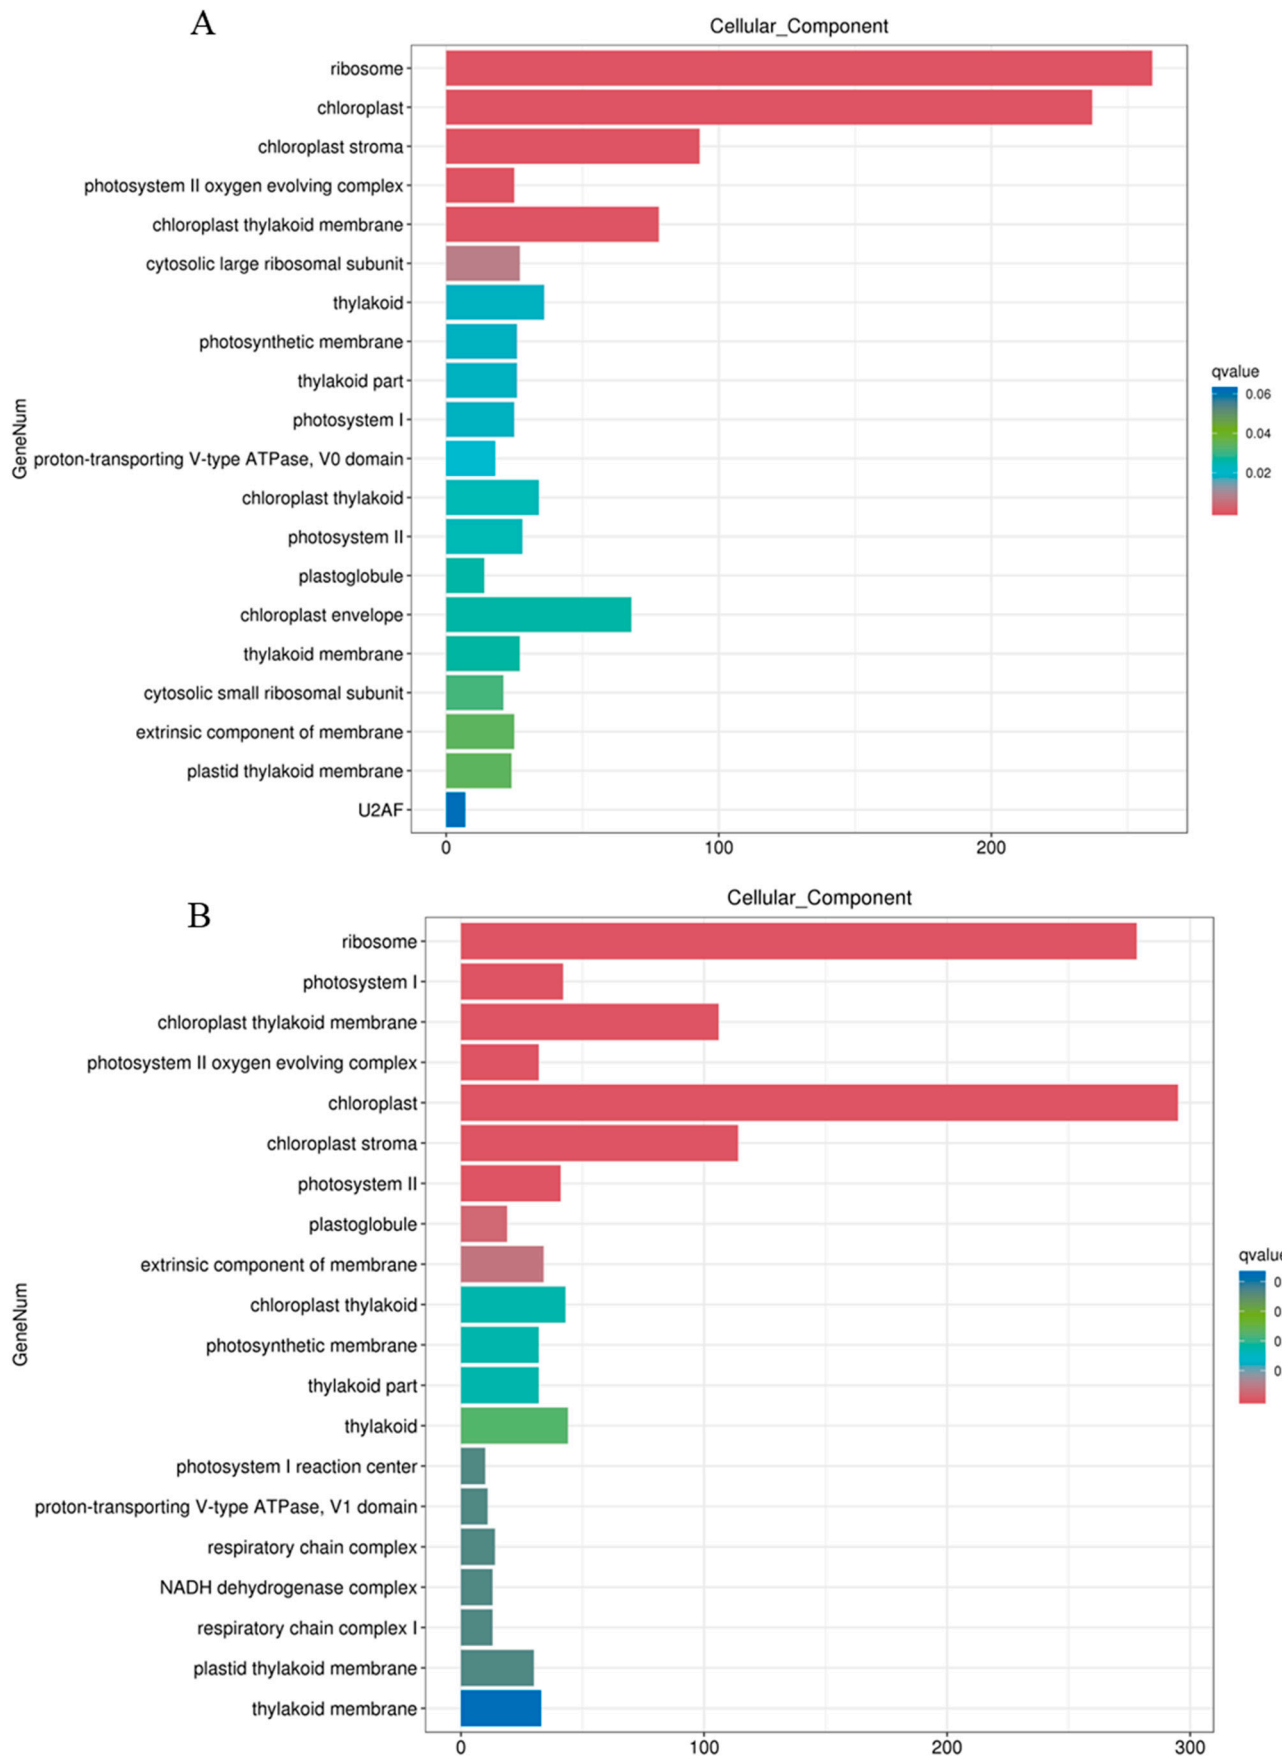 A
Cellular_Component
ribosome
chloroplast
chloroplast stroma
photosystem II oxygen evolving complex
chloroplast thylakoid membrane
cytosolic large ribosomal subunit
thylakoid
photosynthetic membrane
thylakoid part
photosystem I
proton-transporting V-type ATPase, V0 domain
chloroplast thylakoid
photosystem II
plastoglobule
chloroplast envelope
thylakoid membrane
cytosolic small ribosomal subunit
extrinsic component of membrane
plastid thylakoid membrane
U2AF
GeneNum
0 100 200
qvalue
0.06
0.04
0.02
B
Cellular_Component
ribosome
photosystem I
chloroplast thylakoid membrane
photosystem II oxygen evolving complex
chloroplast
chloroplast stroma
photosystem II
plastoglobule
extrinsic component of membrane
chloroplast thylakoid
photosynthetic membrane
thylakoid part
thylakoid
photosystem I reaction center
proton-transporting V-type ATPase, V1 domain
respiratory chain complex
NADH dehydrogenase complex
respiratory chain complex I
plastid thylakoid membrane
thylakoid membrane
GeneNum
0 100 200 300
qvalue
0
0
0
0